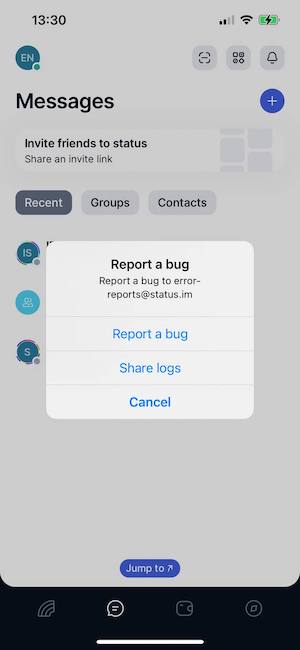 13:30
EN
Messages
Invite friends to status
Share an invite link
Recent
Groups
Contacts
IS
Report a bug
Report a bug to error-
reports@status.im
Report a bug
Share logs
Cancel
S
Jump to ↗